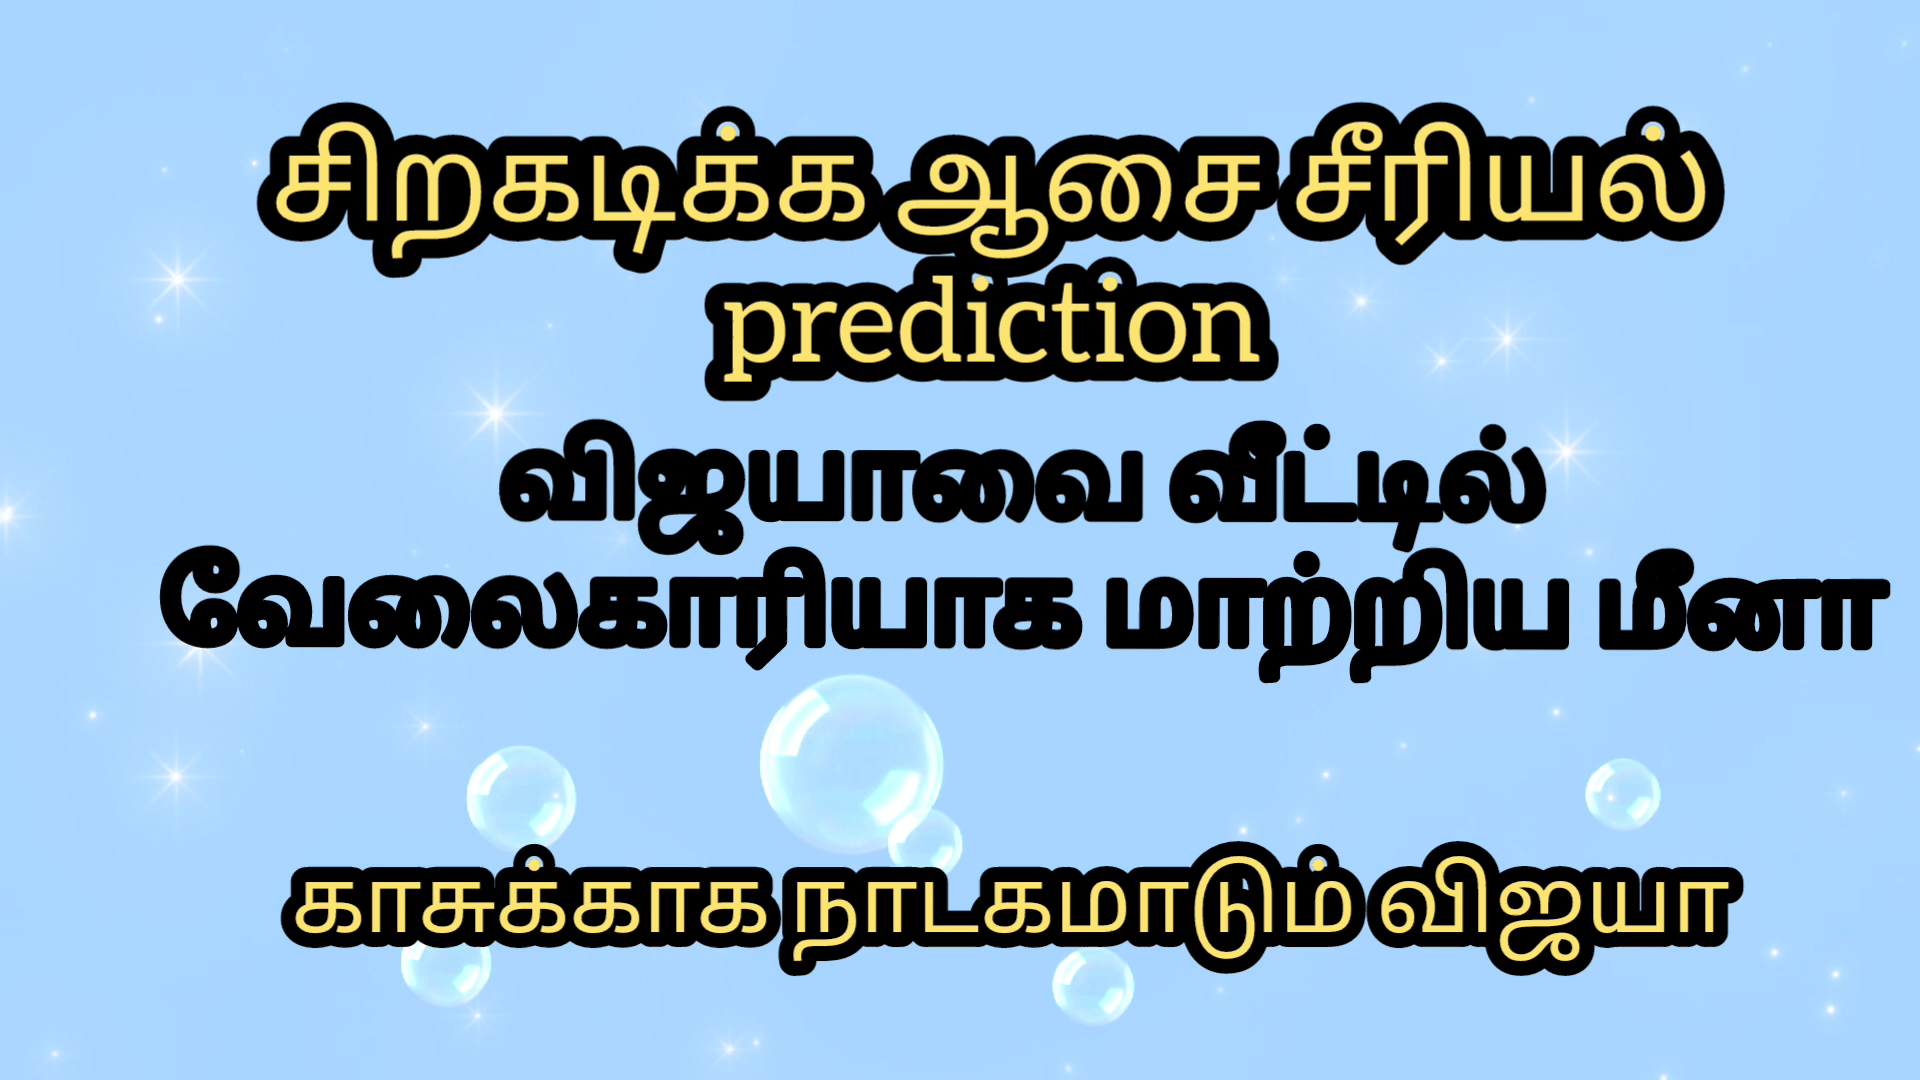 சிறகடிக்க ஆசை சீரியல்
prediction
விஜயாவை வீட்டில்
வேலைகாரியாக மாற்றிய மீனா
காசுக்காக நாடகமாடும் விஜயா